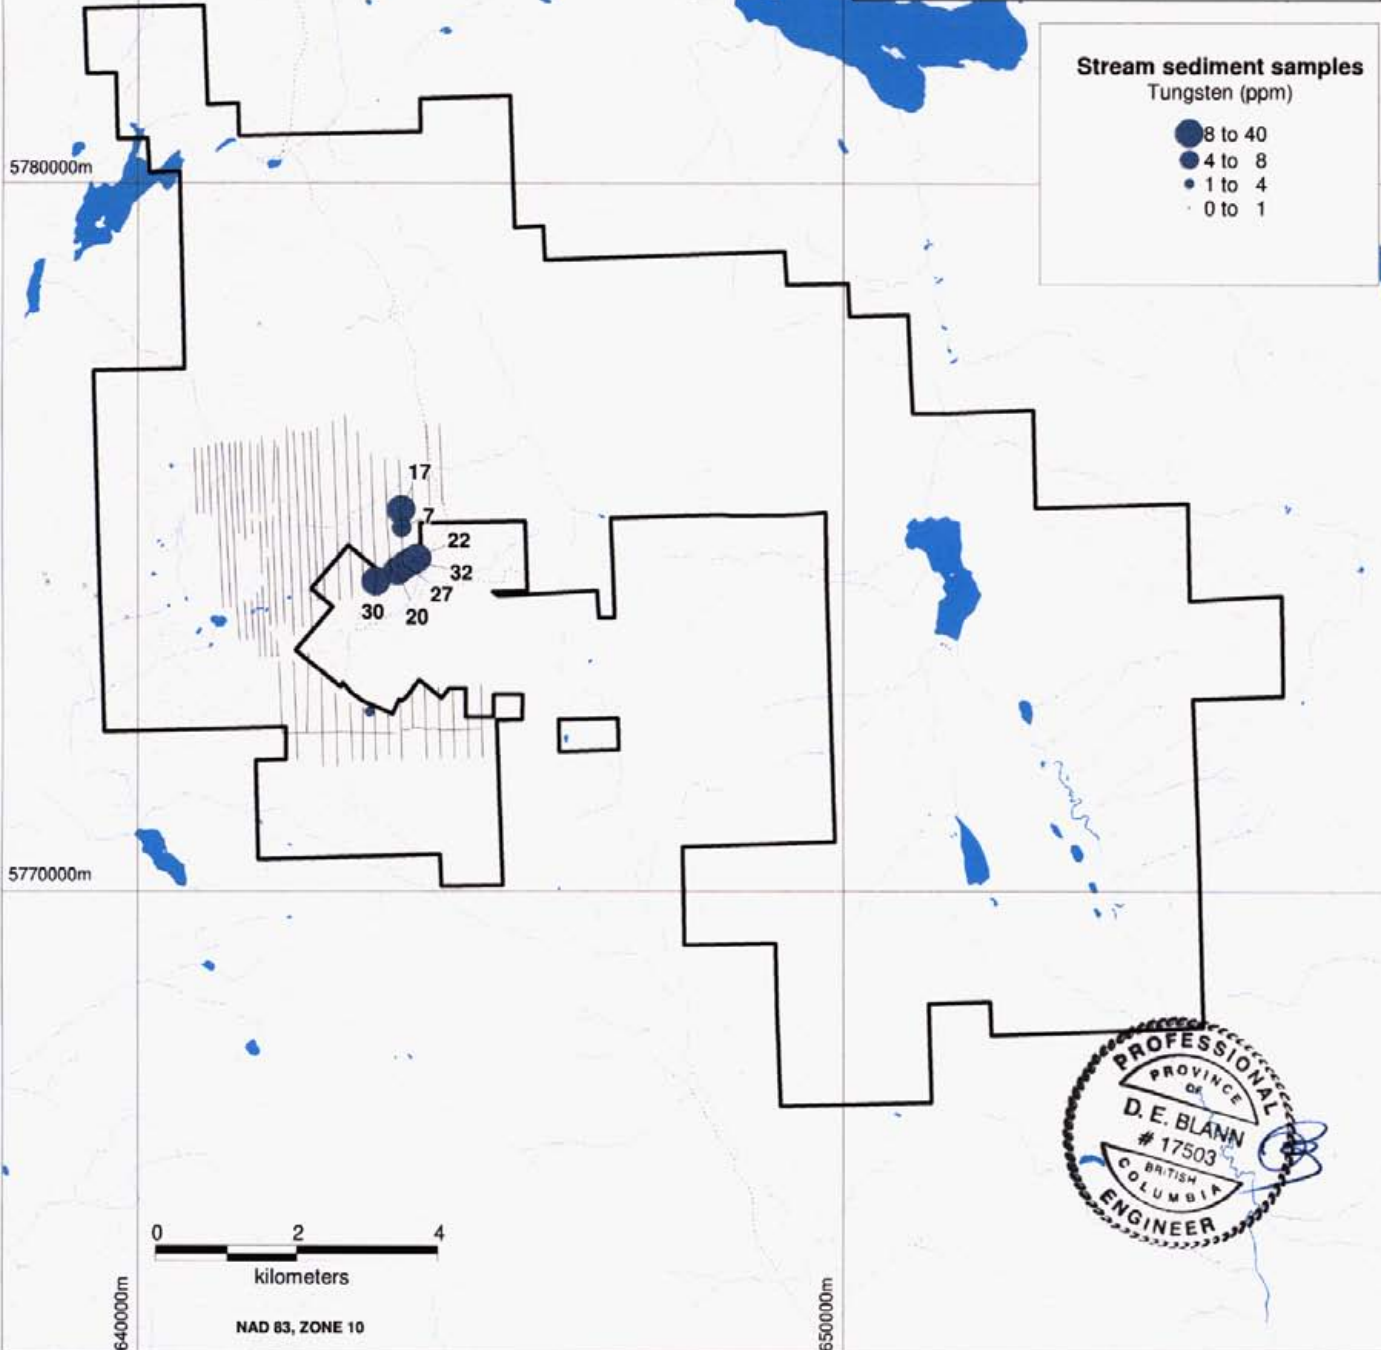 Stream sediment samples
Tungsten (ppm)
8 to 40
4 to 8
1 to 4
0 to 1
5780000m
17
7
22
32
27
20
30
5770000m
0 2 4
kilometers
NAD 83, ZONE 10
640000m
650000m
PROFESSIONAL
PROVINCE
OF
D. E. BLANN
# 17503
BRITISH
COLUMBIA
ENGINEER